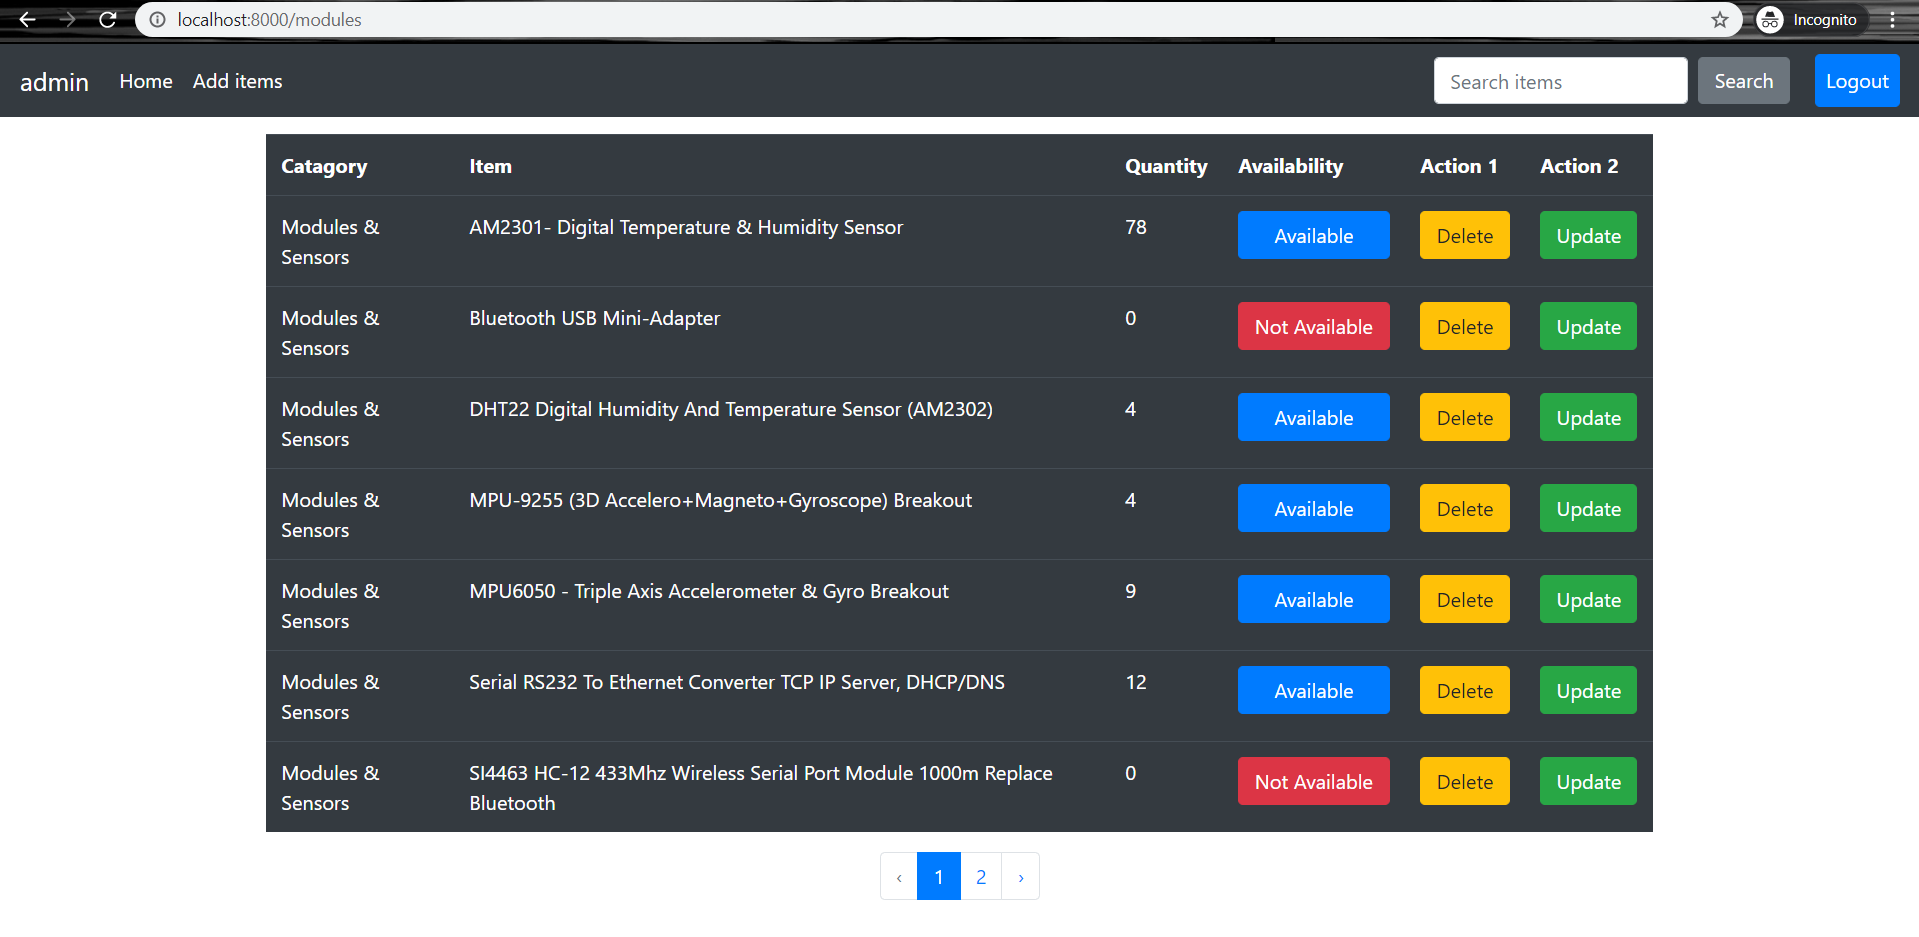 localhost:8000/modules
Incognito
admin Home Add items Search items Search Logout
Catagory Item Quantity Availability Action 1 Action 2
Modules & AM2301- Digital Temperature & Humidity Sensor 78 Available Delete Update
Sensors
Modules & Bluetooth USB Mini-Adapter 0 Not Available Delete Update
Sensors
Modules & DHT22 Digital Humidity And Temperature Sensor (AM2302) 4 Available Delete Update
Sensors
Modules & MPU-9255 (3D Accelero+Magneto+Gyroscope) Breakout 4 Available Delete Update
Sensors
Modules & MPU6050 - Triple Axis Accelerometer & Gyro Breakout 9 Available Delete Update
Sensors
Modules & Serial RS232 To Ethernet Converter TCP IP Server, DHCP/DNS 12 Available Delete Update
Sensors
Modules & SI4463 HC-12 433Mhz Wireless Serial Port Module 1000m Replace 0 Not Available Delete Update
Sensors Bluetooth
‹ 1 2 ›